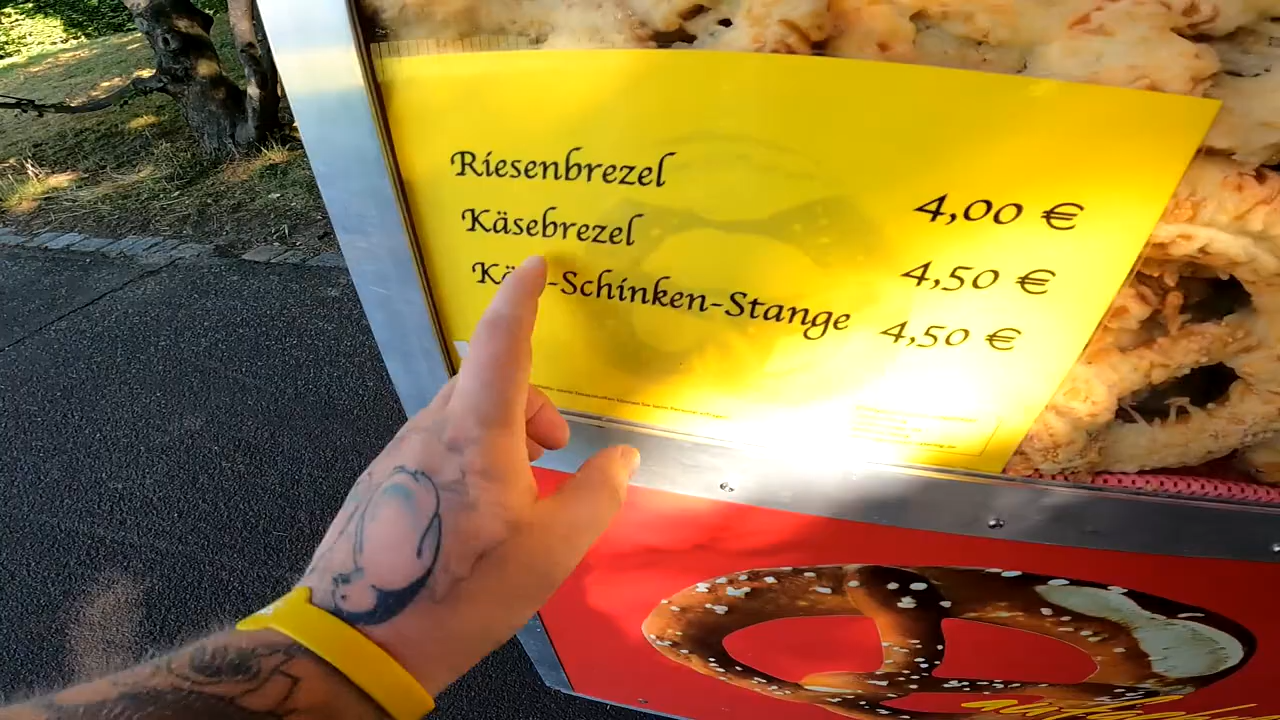 Riesenbrezel 4,00 €
Käsebrezel 4,50 €
-Schinken-Stange 4,50 €